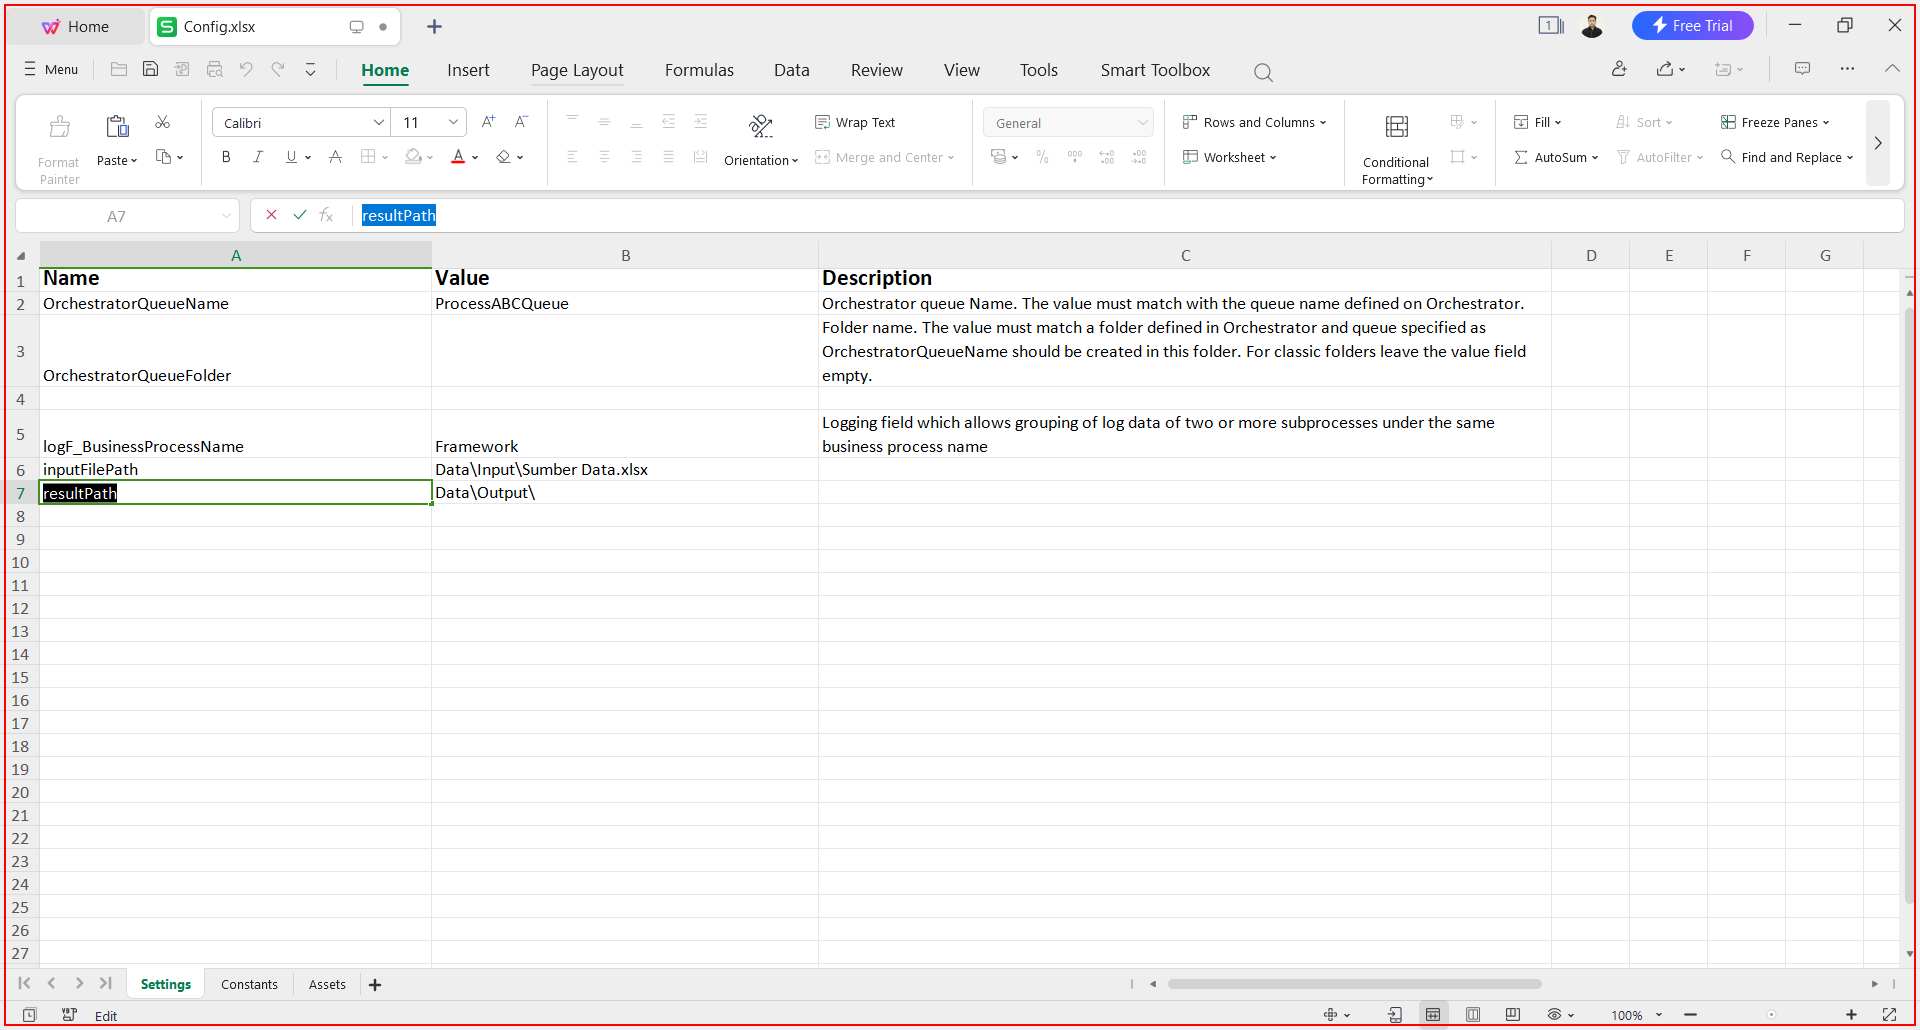 Home
Config.xlsx
1
Free Trial
Menu
Home Insert Page Layout Formulas Data Review View Tools Smart Toolbox
Format Painter
Paste
Calibri 11
A+ A-
B I U A A
Orientation
Wrap Text
Merge and Center
General
Rows and Columns
Worksheet
Conditional Formatting
Fill Sort Freeze Panes
AutoSum AutoFilter Find and Replace
A7 fx resultPath
A B C D E F G
1 Name Value Description
2 OrchestratorQueueName ProcessABCQueue Orchestrator queue Name. The value must match with the queue name defined on Orchestrator.
Folder name. The value must match a folder defined in Orchestrator and queue specified as
3 OrchestratorQueueName should be created in this folder. For classic folders leave the value field
OrchestratorQueueFolder empty.
4
Logging field which allows grouping of log data of two or more subprocesses under the same
5 logF_BusinessProcessName Framework business process name
6 inputFilePath Data\Input\Sumber Data.xlsx
7 resultPath Data\Output\
8
9
10
11
12
13
14
15
16
17
18
19
20
21
22
23
24
25
26
27
Settings Constants Assets
Edit 100%